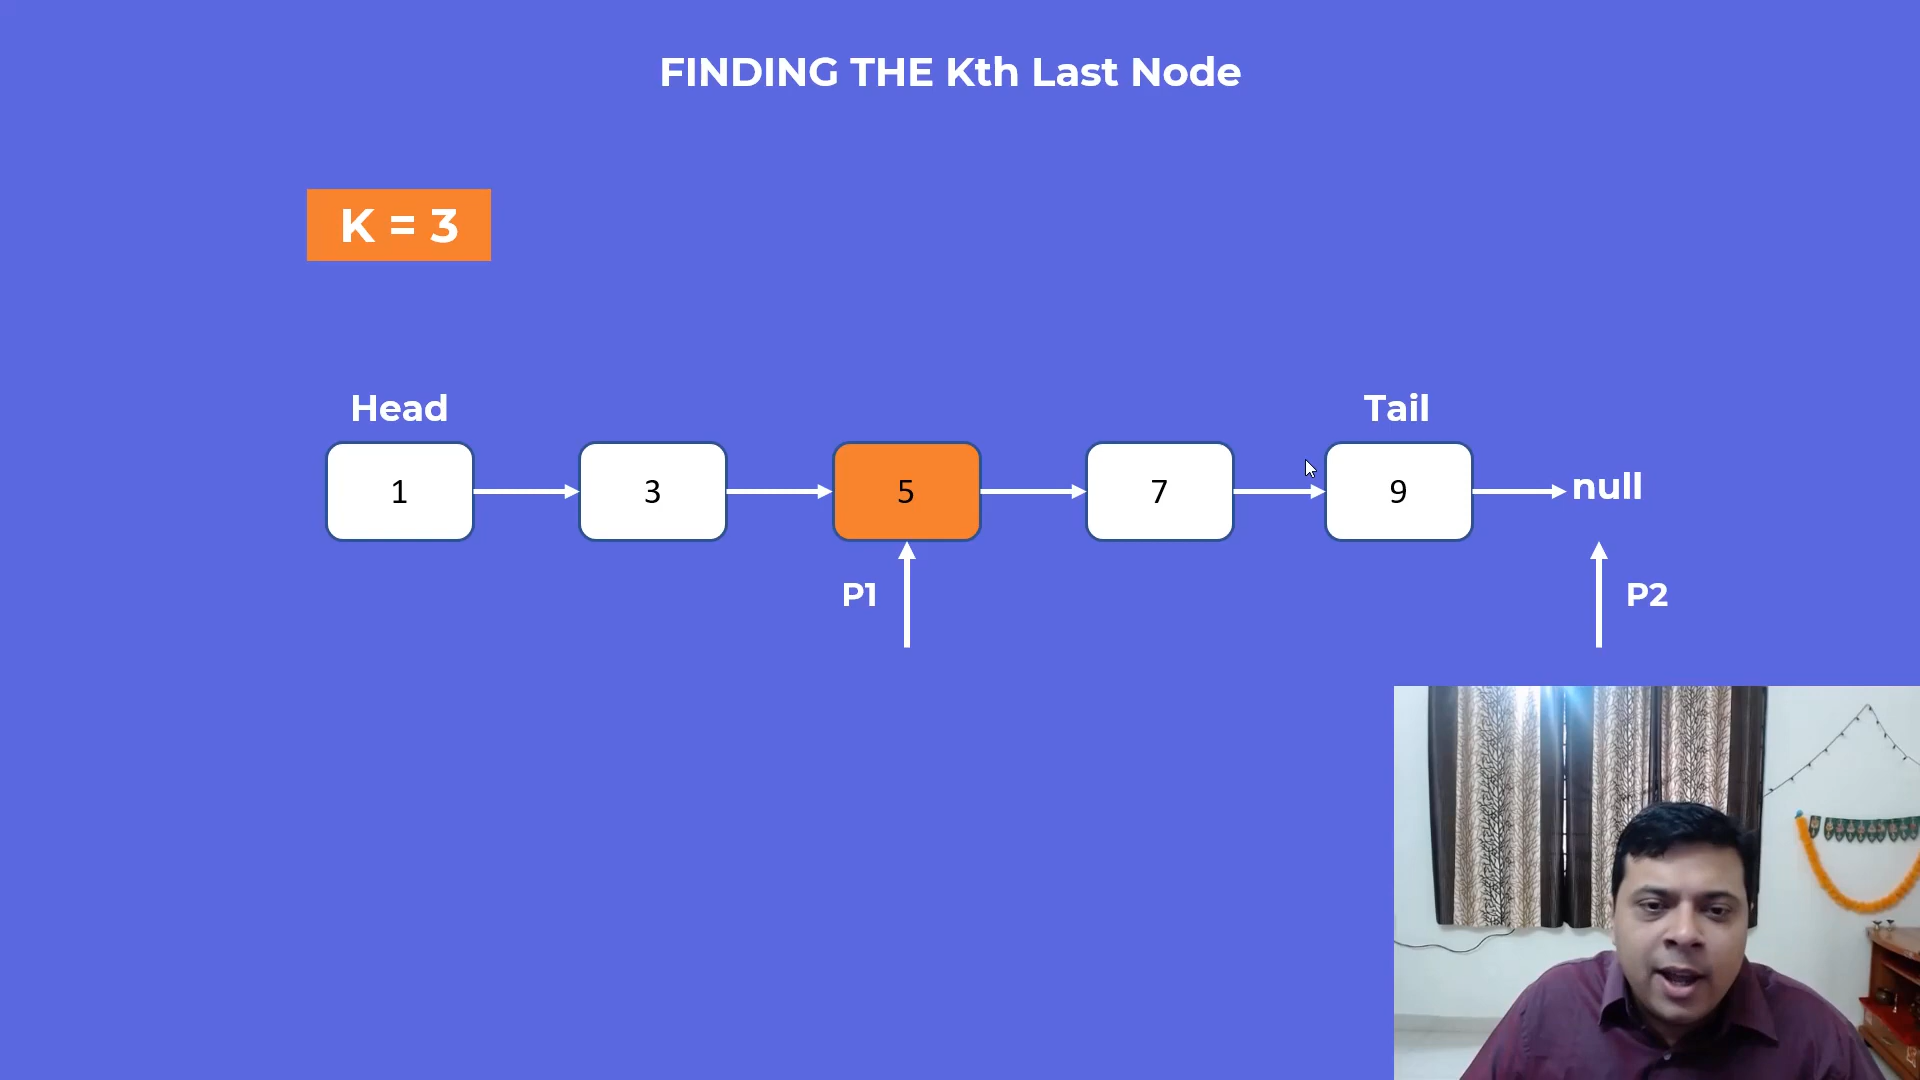 FINDING THE Kth Last Node
K = 3
Head
Tail
1
3
5
7
9
null
P1
P2